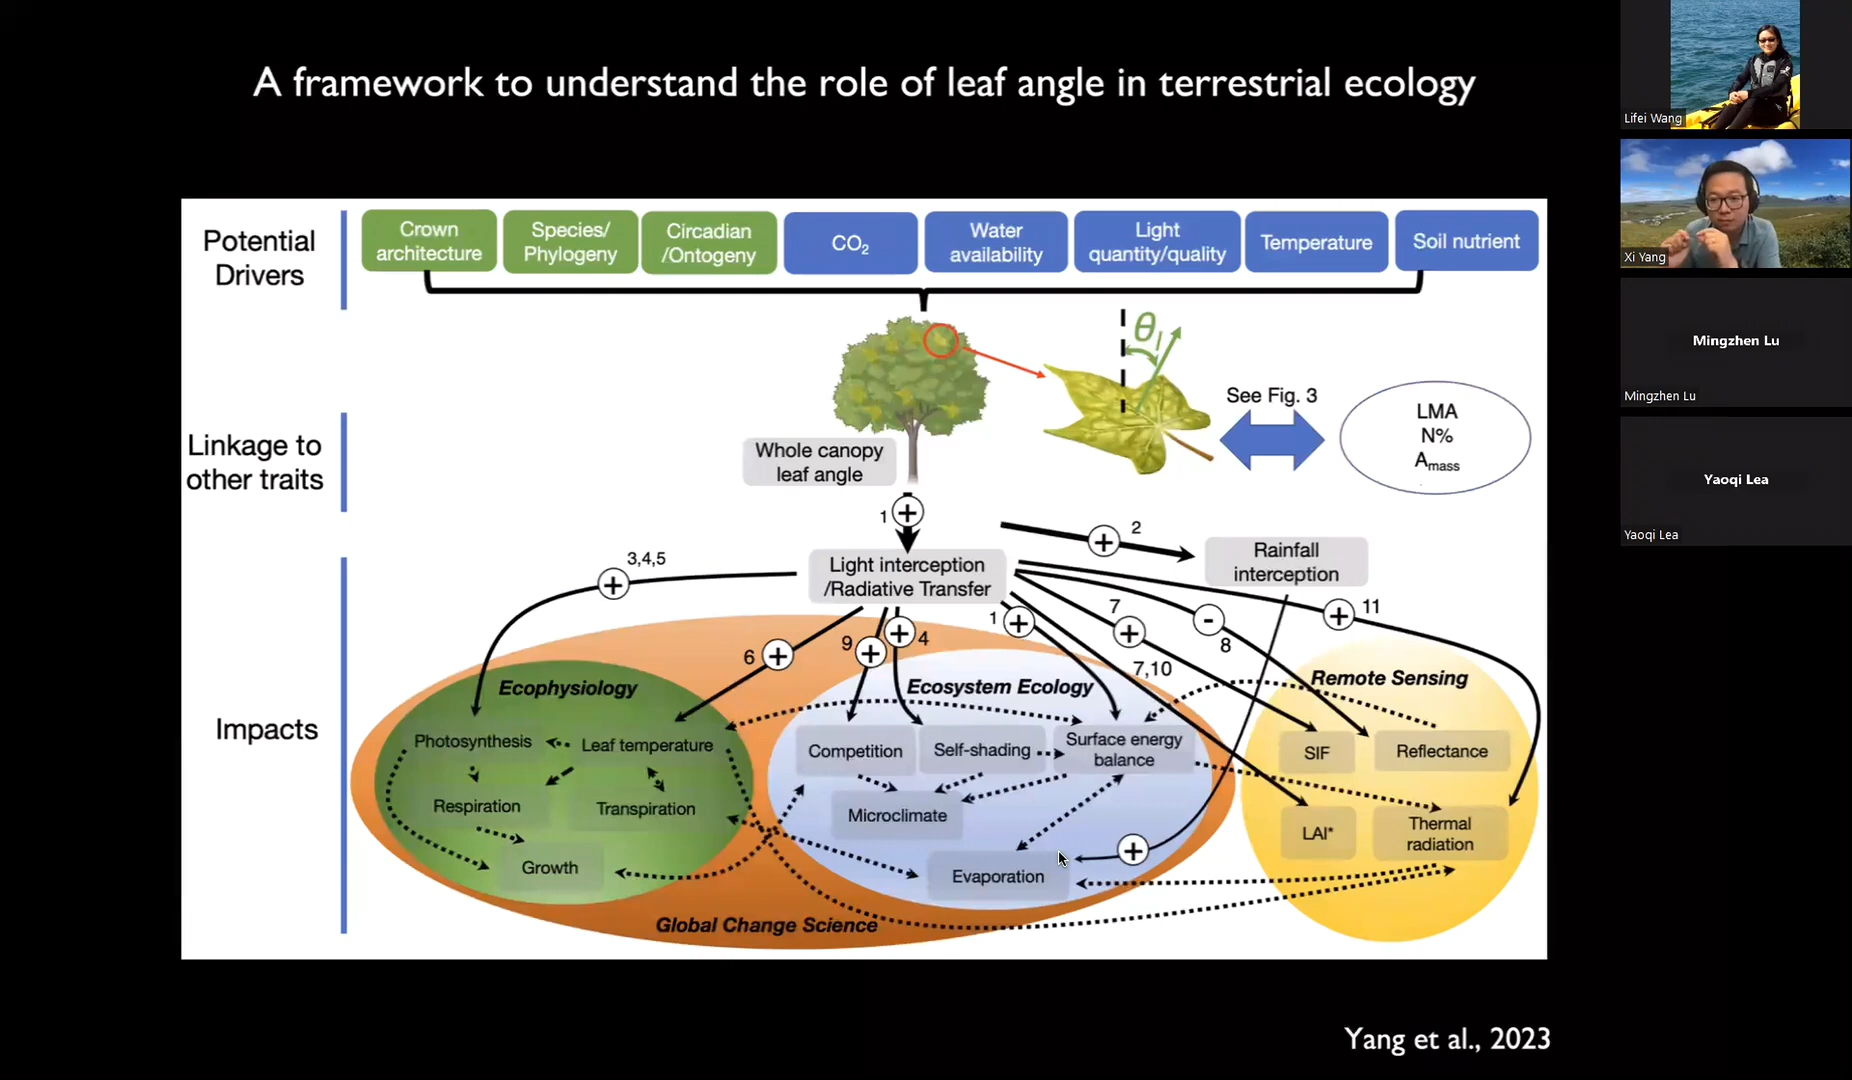 A framework to understand the role of leaf angle in terrestrial ecology
Lifei Wang
Xi Yang
Mingzhen Lu
Mingzhen Lu
Yaoqi Lea
Yaoqi Lea
Potential
Drivers
Crown
architecture
Species/
Phylogeny
Circadian
/Ontogeny
CO₂
Water
availability
Light
quantity/quality
Temperature
Soil nutrient
θl
See Fig. 3
LMA
N%
Amass
Linkage to
other traits
Whole canopy
leaf angle
1 +
+ 2
Light interception
/Radiative Transfer
Rainfall
interception
3,4,5
+
6 +
9 +
+ 4
1 +
7
+
7,10
-
8
+ 11
Impacts
Ecophysiology
Photosynthesis
Leaf temperature
Respiration
Transpiration
Growth
Ecosystem Ecology
Competition
Self-shading
Surface energy
balance
Microclimate
+
Evaporation
Remote Sensing
SIF
Reflectance
LAI*
Thermal
radiation
Global Change Science
Yang et al., 2023